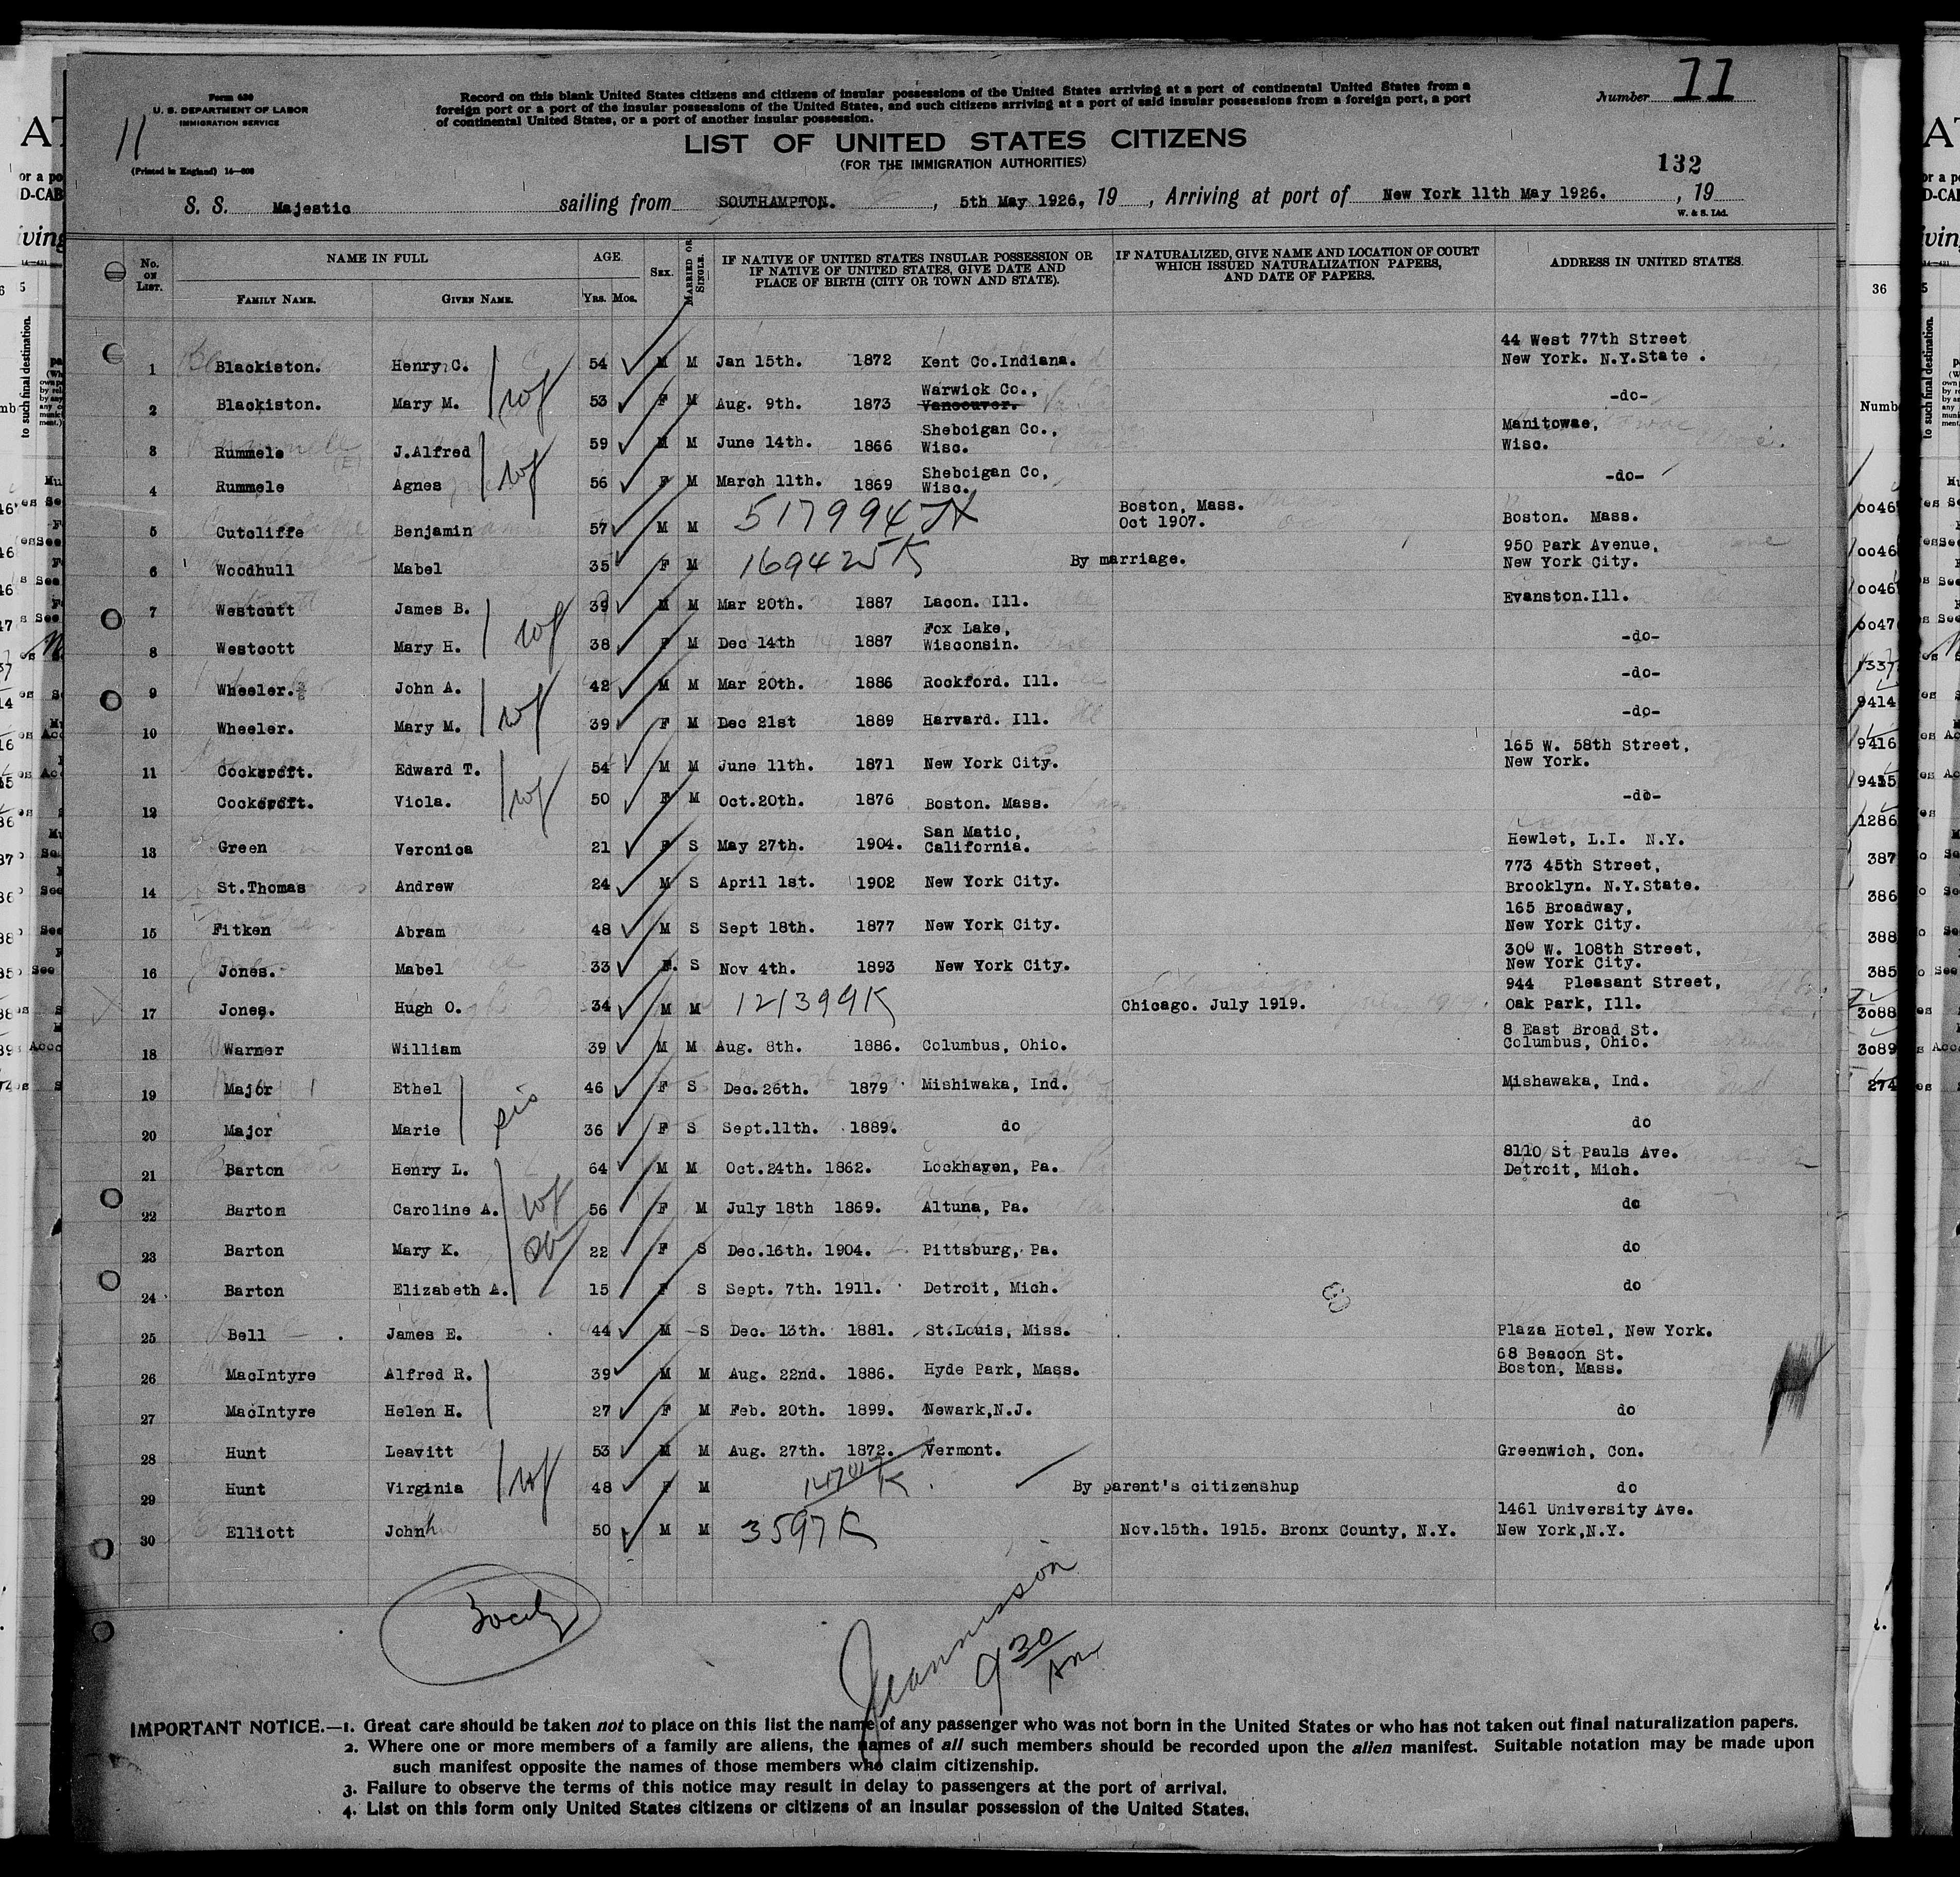 Form 630
U. S. DEPARTMENT OF LABOR
IMMIGRATION SERVICE
11
(Printed in England) 14—608
Record on this blank United States citizens and citizens of insular possessions of the United States arriving at a port of continental United States from a
foreign port or a port of the insular possessions of the United States, and such citizens arriving at a port of said insular possessions from a foreign port, a port
of continental United States, or a port of another insular possession.
Number 11
LIST OF UNITED STATES CITIZENS
(FOR THE IMMIGRATION AUTHORITIES)
132
S. S. Majestic sailing from SOUTHAMPTON. , 5th May 1926, 19 , Arriving at port of New York 11th May 1926. , 19
W. & S. Ltd.
No. ON LIST. NAME IN FULL FAMILY NAME. GIVEN NAME. AGE. YRS. MOS. SEX. MARRIED OR SINGLE. IF NATIVE OF UNITED STATES INSULAR POSSESSION OR IF NATIVE OF UNITED STATES, GIVE DATE AND PLACE OF BIRTH (CITY OR TOWN AND STATE). IF NATURALIZED, GIVE NAME AND LOCATION OF COURT WHICH ISSUED NATURALIZATION PAPERS, AND DATE OF PAPERS. ADDRESS IN UNITED STATES.
1 Blackiston. Henry C. 54 M M Jan 15th. 1872 Kent Co.Indiana. 44 West 77th Street New York. N.Y.State .
2 Blackiston. Mary M. wf 53 F M Aug. 9th. 1873 Warwick Co., Vancouver. -do-
3 Rummele J.Alfred 59 M M June 14th. 1866 Sheboigan Co., Wisc. Manitowae, Wisc.
4 Rummele Agnes wf 56 F M March 11th. 1869 Sheboigan Co, Wisc. -do-
5 Cutcliffe Benjamin 57 M M 517994 Boston, Mass. Oct 1907. Boston. Mass.
6 Woodhull Mabel 35 F M 169425 K By marriage. 950 Park Avenue, New York City.
7 Westcott James B. 39 M M Mar 20th. 1887 Lacon. Ill. Evanston.Ill.
8 Westcott Mary H. wf 38 F M Dec 14th 1887 Fox Lake, Wisconsin. -do-
9 Wheeler. John A. 42 M M Mar 20th. 1886 Rockford. Ill. -do-
10 Wheeler. Mary M. wf 39 F M Dec 21st 1889 Harvard. Ill. -do-
11 Cockcroft. Edward T. 54 M M June 11th. 1871 New York City. 165 W. 58th Street, New York.
12 Cockcroft. Viola. wf 50 F M Oct.20th. 1876 Boston. Mass. -do-
13 Green Veronica 21 F S May 27th. 1904. San Matio, California. Hewlet, L.I. N.Y.
14 St.Thomas Andrew 24 M S April 1st. 1902 New York City. 773 45th Street, Brooklyn. N.Y.State.
15 Fitken Abram 48 M S Sept 18th. 1877 New York City. 165 Broadway, New York City.
16 Jones. Mabel 33 F. S Nov 4th. 1893 New York City. 300 W. 108th Street, New York City.
17 Jones. Hugh O. 34 M M 121399 K Chicago. July 1919. 944 Pleasant Street, Oak Park, Ill.
18 Warner William 39 M M Aug. 8th. 1886. Columbus, Ohio. 8 East Broad St. Columbus, Ohio.
19 Major Ethel 46 F S Dec.26th. 1879 Mishiwaka, Ind. Mishawaka, Ind.
20 Major Marie sis 36 F S Sept.11th. 1889. do do
21 Barton Henry L. 64 M M Oct.24th. 1862. Lockhaven, Pa. 8110 St Pauls Ave. Detroit, Mich.
22 Barton Caroline A. wf 56 F M July 18th 1869. Altuna, Pa. do
23 Barton Mary K. 22 F S Dec.16th. 1904. Pittsburg, Pa. do
24 Barton Elizabeth A. 15 F S Sept. 7th. 1911. Detroit, Mich. do
25 Bell James E. 44 M S Dec. 13th. 1881. St.Louis, Miss. Plaza Hotel, New York.
26 MacIntyre Alfred R. 39 M M Aug. 22nd. 1886. Hyde Park, Mass. 68 Beacon St. Boston, Mass.
27 MacIntyre Helen H. 27 F M Feb. 20th. 1899. Newark,N.J. do
28 Hunt Leavitt 53 M M Aug. 27th. 1872. Vermont. Greenwich, Con.
29 Hunt Virginia wf 48 F M K By parent's citizenshup do
30 Elliott John 50 M M 3597 K Nov.15th. 1915. Bronx County, N.Y. 1461 University Ave. New York,N.Y.
9 30 Am
IMPORTANT NOTICE.—1. Great care should be taken not to place on this list the name of any passenger who was not born in the United States or who has not taken out final naturalization papers.
2. Where one or more members of a family are aliens, the names of all such members should be recorded upon the alien manifest. Suitable notation may be made upon
such manifest opposite the names of those members who claim citizenship.
3. Failure to observe the terms of this notice may result in delay to passengers at the port of arrival.
4. List on this form only United States citizens or citizens of an insular possession of the United States.